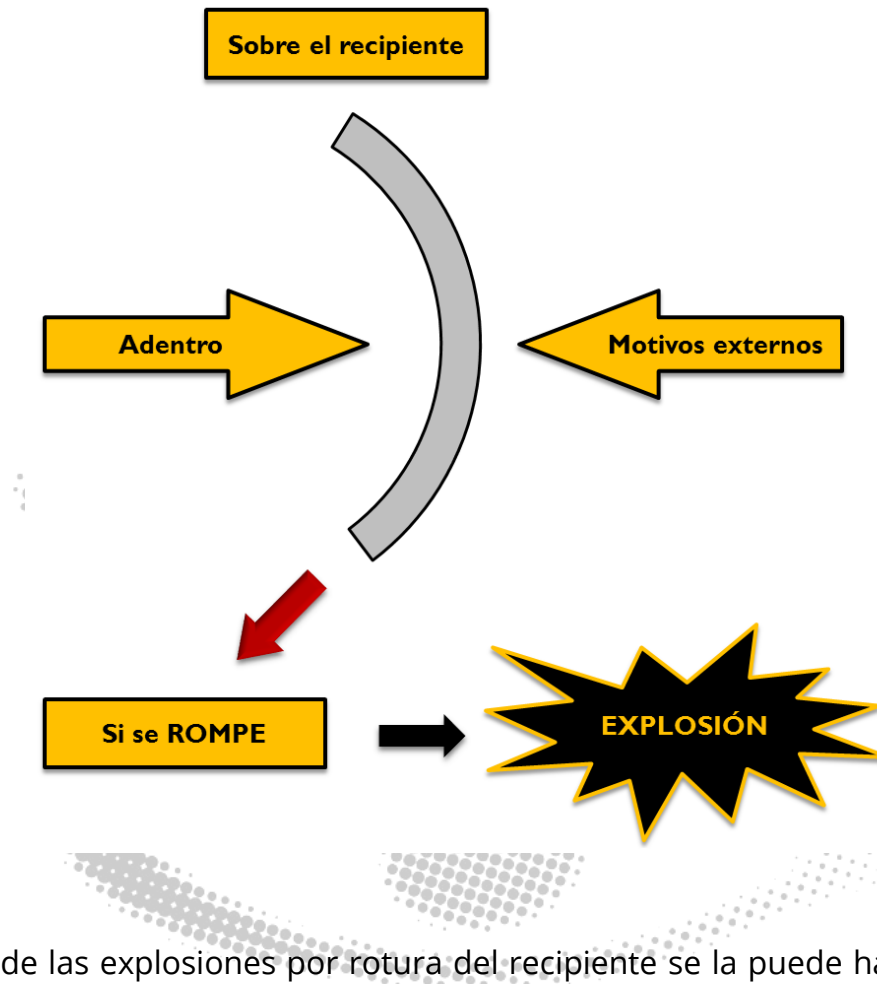 Sobre el recipiente
Adentro
Motivos externos
Si se ROMPE
EXPLOSIÓN
de las explosiones por rotura del recipiente se la puede